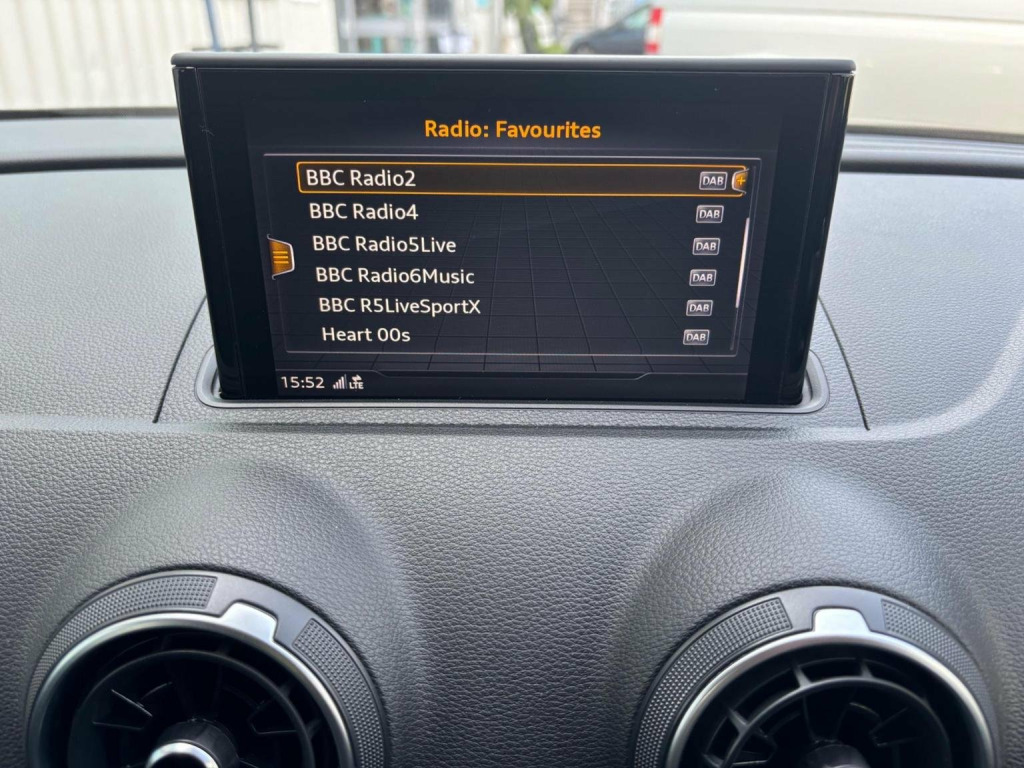 Radio: Favourites
BBC Radio2 DAB
BBC Radio4 DAB
BBC Radio5Live DAB
BBC Radio6Music DAB
BBC R5LiveSportX DAB
Heart 00s DAB
15:52 LTE